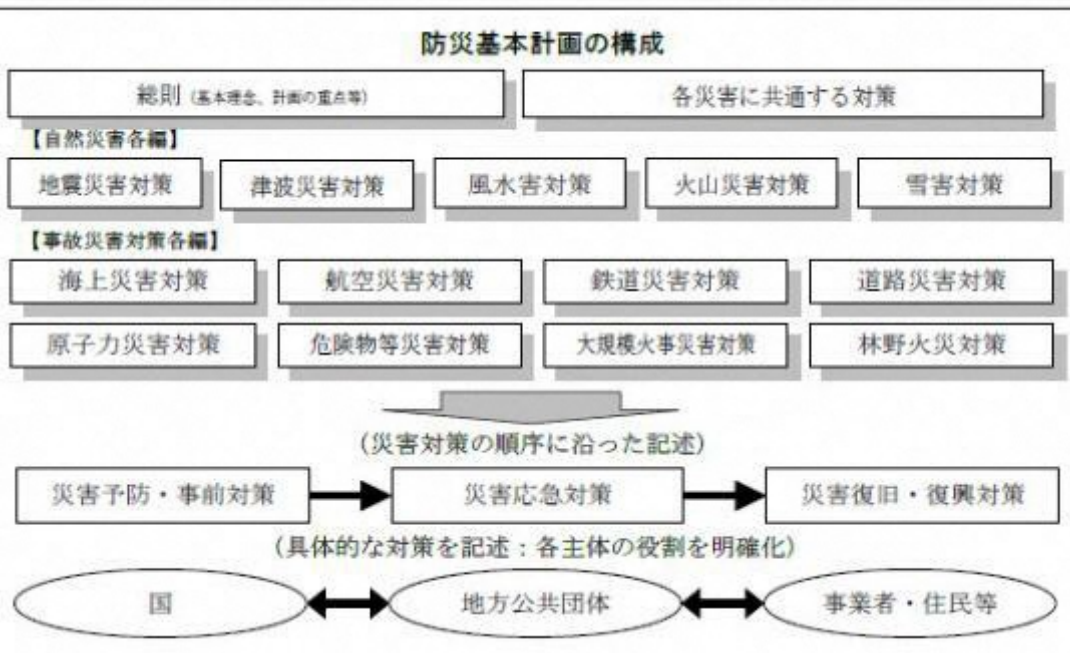 防災基本計画の構成
総則 (基本理念、計画の重点等) 各災害に共通する対策
【自然災害各編】
地震災害対策 津波災害対策 風水害対策 火山災害対策 雪害対策
【事故災害対策各編】
海上災害対策 航空災害対策 鉄道災害対策 道路災害対策
原子力災害対策 危険物等災害対策 大規模火事災害対策 林野火災対策
(災害対策の順序に沿った記述)
災害予防・事前対策 災害応急対策 災害復旧・復興対策
(具体的な対策を記述：各主体の役割を明確化)
国 地方公共団体 事業者・住民等